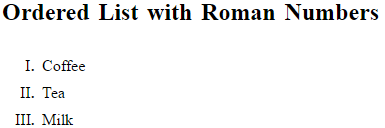 Ordered List with Roman Numbers
I. Coffee
II. Tea
III. Milk